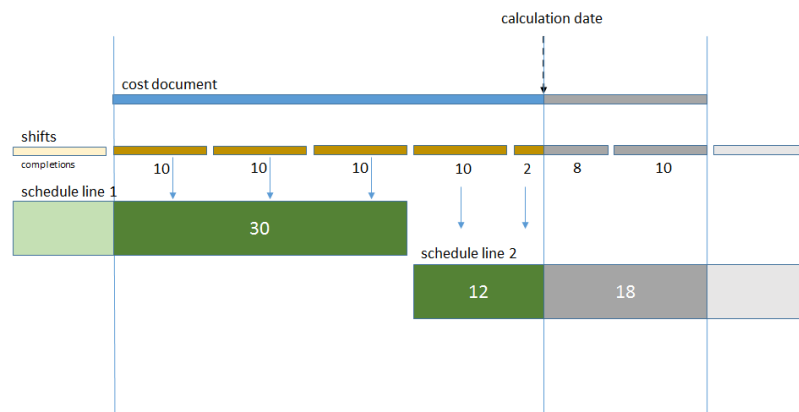 calculation date
cost document
shifts
completions
10 10 10 10 2 8 10
schedule line 1
30
schedule line 2
12 18